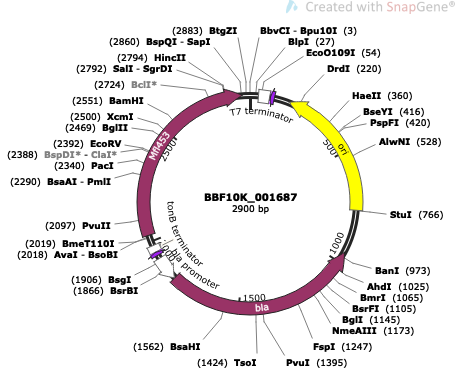 Created with SnapGene®
(2883) BtgZI
BbvCI - Bpu10I (3)
(2860) BspQI - SapI
BlpI (27)
(2794) HincII
EcoO109I (54)
(2792) SalI - SgrDI
DrdI (220)
(2724) BclI*
HaeII (360)
(2551) BamHI
BseYI (416)
(2500) XcmI
PspFI (420)
(2469) BglII
AlwNI (528)
(2392) EcoRV
(2388) BspDI* - ClaI*
(2340) PacI
(2290) BsaAI - PmlI
StuI (766)
(2097) PvuII
(2019) BmeT110I
(2018) AvaI - BsoBI
BanI (973)
(1906) BsgI
AhdI (1025)
(1866) BsrBI
BmrI (1065)
BsrFI (1105)
BglI (1145)
NmeAIII (1173)
(1562) BsaHI
FspI (1247)
(1424) TsoI
PvuI (1395)
T7 terminator
ori
500
1000
1500
2500
Mfl453
BBF10K_001687
2900 bp
tonB terminator
bla promoter
bla